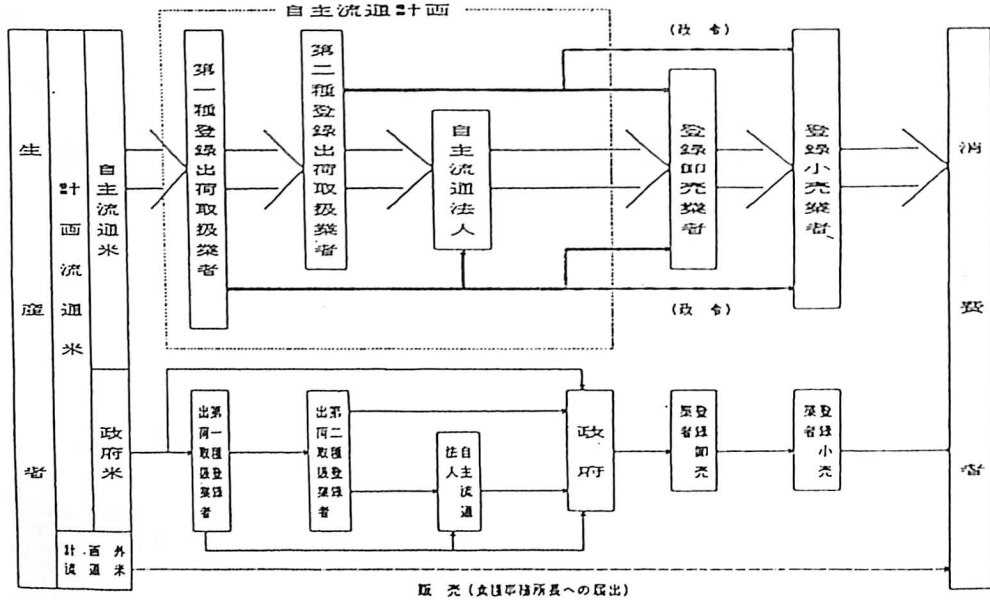 自主流通計画
生産者
計画流通米
自主流通米
第一種登録出荷取扱業者
第二種登録出荷取扱業者
自主流通法人
(政令)
登録卸売業者
登録小売業者
(政令)
消費者
政府米
第一種登録
出荷取扱業者
第二種登録
出荷取扱業者
自主流通
法人
政府
登録卸売
業者
登録小売
業者
計画外
流通米
販売(食糧事務所長への届出)